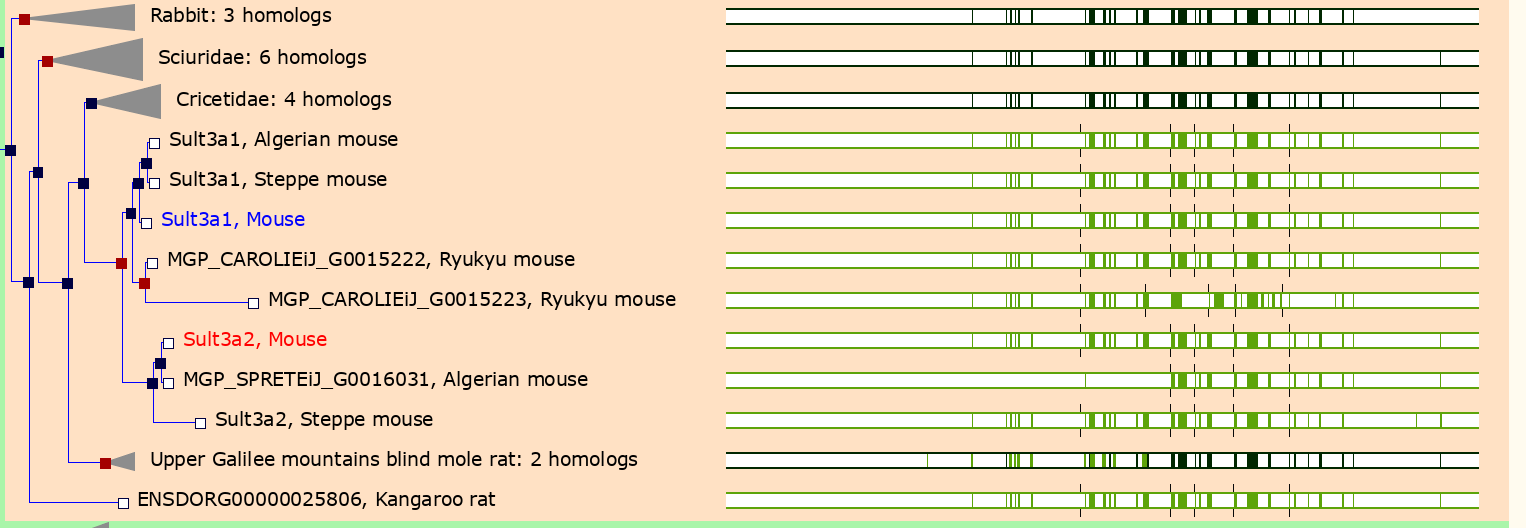 Rabbit: 3 homologs
Sciuridae: 6 homologs
Cricetidae: 4 homologs
Sult3a1, Algerian mouse
Sult3a1, Steppe mouse
Sult3a1, Mouse
MGP_CAROLIEiJ_G0015222, Ryukyu mouse
MGP_CAROLIEiJ_G0015223, Ryukyu mouse
Sult3a2, Mouse
MGP_SPRETEiJ_G0016031, Algerian mouse
Sult3a2, Steppe mouse
Upper Galilee mountains blind mole rat: 2 homologs
ENSDORG00000025806, Kangaroo rat